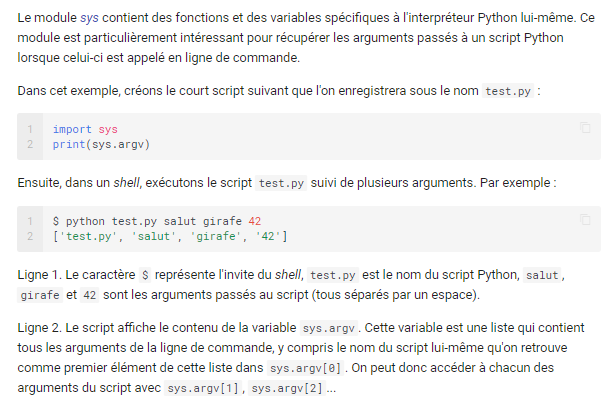 Le module sys contient des fonctions et des variables spécifiques à l'interpréteur Python lui-même. Ce
module est particulièrement intéressant pour récupérer les arguments passés à un script Python
lorsque celui-ci est appelé en ligne de commande.
Dans cet exemple, créons le court script suivant que l'on enregistrera sous le nom test.py :
1 import sys
2 print(sys.argv)
Ensuite, dans un shell, exécutons le script test.py suivi de plusieurs arguments. Par exemple :
1 $ python test.py salut girafe 42
2 ['test.py', 'salut', 'girafe', '42']
Ligne 1. Le caractère $ représente l'invite du shell, test.py est le nom du script Python, salut,
girafe et 42 sont les arguments passés au script (tous séparés par un espace).
Ligne 2. Le script affiche le contenu de la variable sys.argv. Cette variable est une liste qui contient
tous les arguments de la ligne de commande, y compris le nom du script lui-même qu'on retrouve
comme premier élément de cette liste dans sys.argv[0]. On peut donc accéder à chacun des
arguments du script avec sys.argv[1], sys.argv[2]...